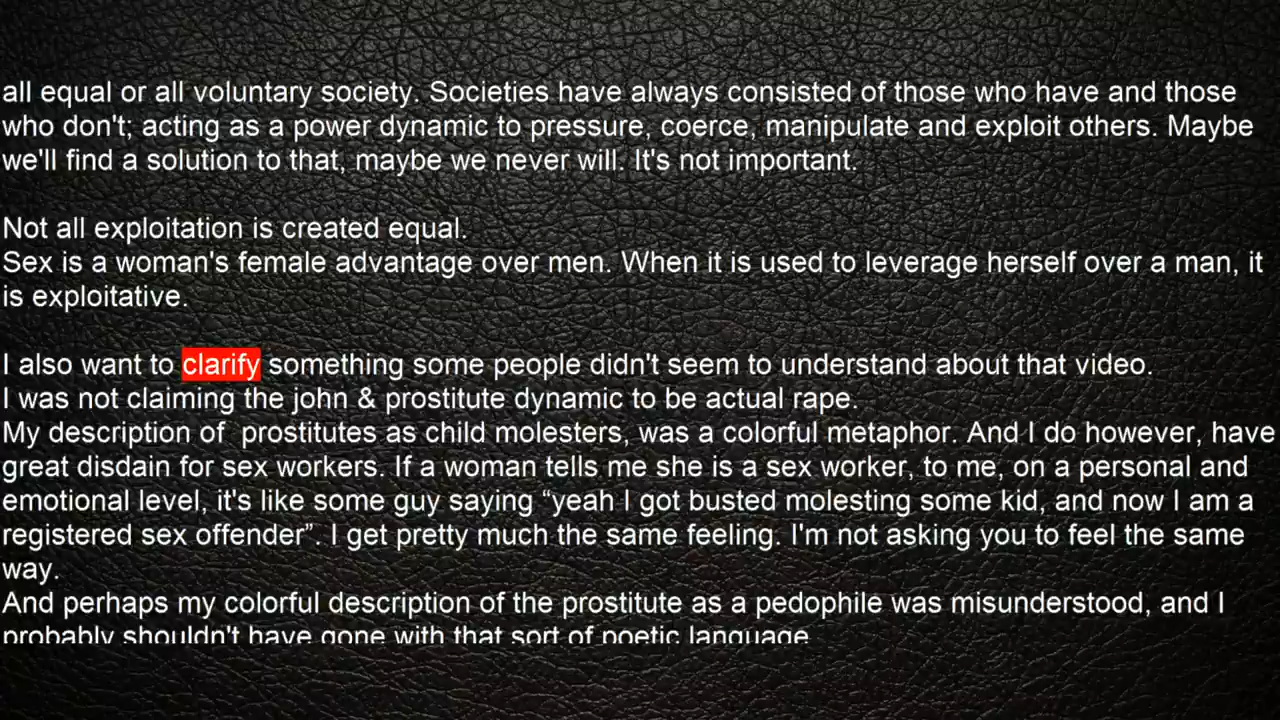 all equal or all voluntary society. Societies have always consisted of those who have and those
who don't; acting as a power dynamic to pressure, coerce, manipulate and exploit others. Maybe
we'll find a solution to that, maybe we never will. It's not important.
Not all exploitation is created equal.
Sex is a woman's female advantage over men. When it is used to leverage herself over a man, it
is exploitative.
I also want to clarify something some people didn't seem to understand about that video.
I was not claiming the john & prostitute dynamic to be actual rape.
My description of  prostitutes as child molesters, was a colorful metaphor. And I do however, have
great disdain for sex workers. If a woman tells me she is a sex worker, to me, on a personal and
emotional level, it's like some guy saying “yeah I got busted molesting some kid, and now I am a
registered sex offender”. I get pretty much the same feeling. I'm not asking you to feel the same
way.
And perhaps my colorful description of the prostitute as a pedophile was misunderstood, and I
probably shouldn't have gone with that sort of poetic language